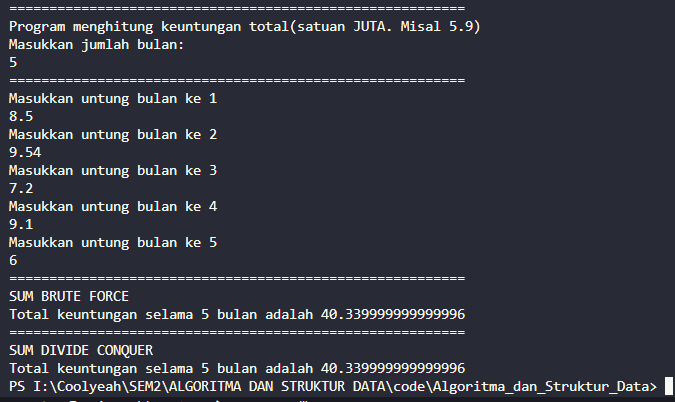 =========================================================
Program menghitung keuntungan total(satuan JUTA. Misal 5.9)
Masukkan jumlah bulan:
5
=========================================================
Masukkan untung bulan ke 1
8.5
Masukkan untung bulan ke 2
9.54
Masukkan untung bulan ke 3
7.2
Masukkan untung bulan ke 4
9.1
Masukkan untung bulan ke 5
6
=========================================================
SUM BRUTE FORCE
Total keuntungan selama 5 bulan adalah 40.339999999999996
=========================================================
SUM DIVIDE CONQUER
Total keuntungan selama 5 bulan adalah 40.339999999999996
PS I:\Coolyeah\SEM2\ALGORITMA DAN STRUKTUR DATA\code\Algoritma_dan_Struktur_Data>